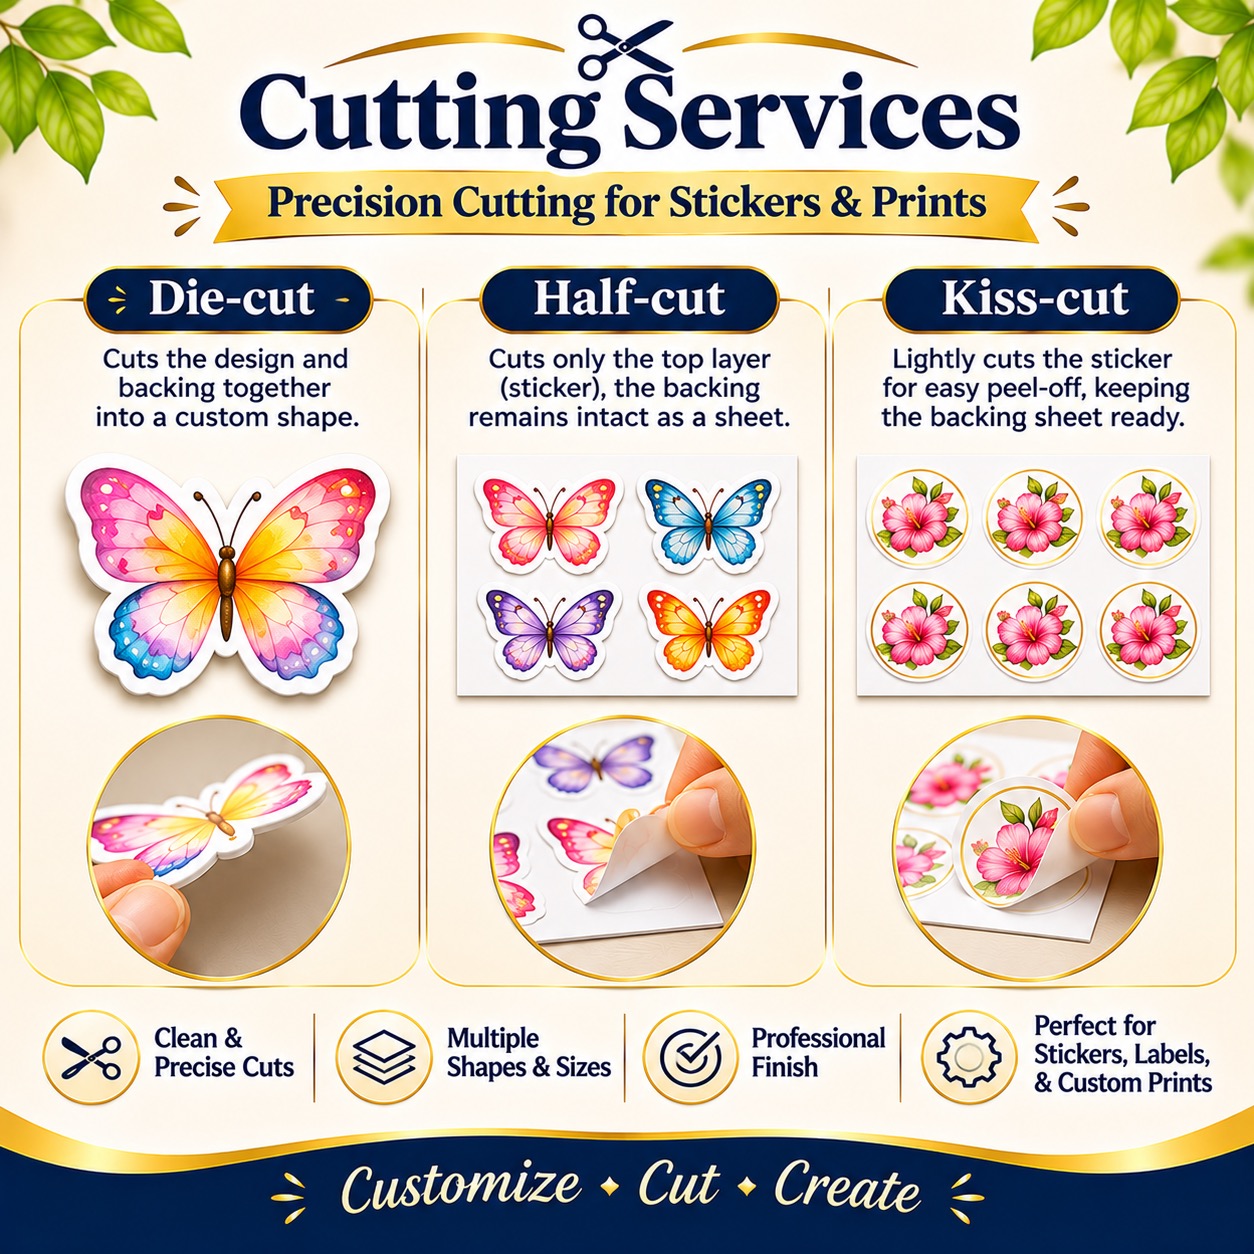 Cutting Services
Precision Cutting for Stickers & Prints
Die-cut
Cuts the design and
backing together
into a custom shape.
Half-cut
Cuts only the top layer
(sticker), the backing
remains intact as a sheet.
Kiss-cut
Lightly cuts the sticker
for easy peel-off, keeping
the backing sheet ready.
Clean &
Precise Cuts
Multiple
Shapes & Sizes
Professional
Finish
Perfect for
Stickers, Labels,
& Custom Prints
Customize ✦ Cut ✦ Create